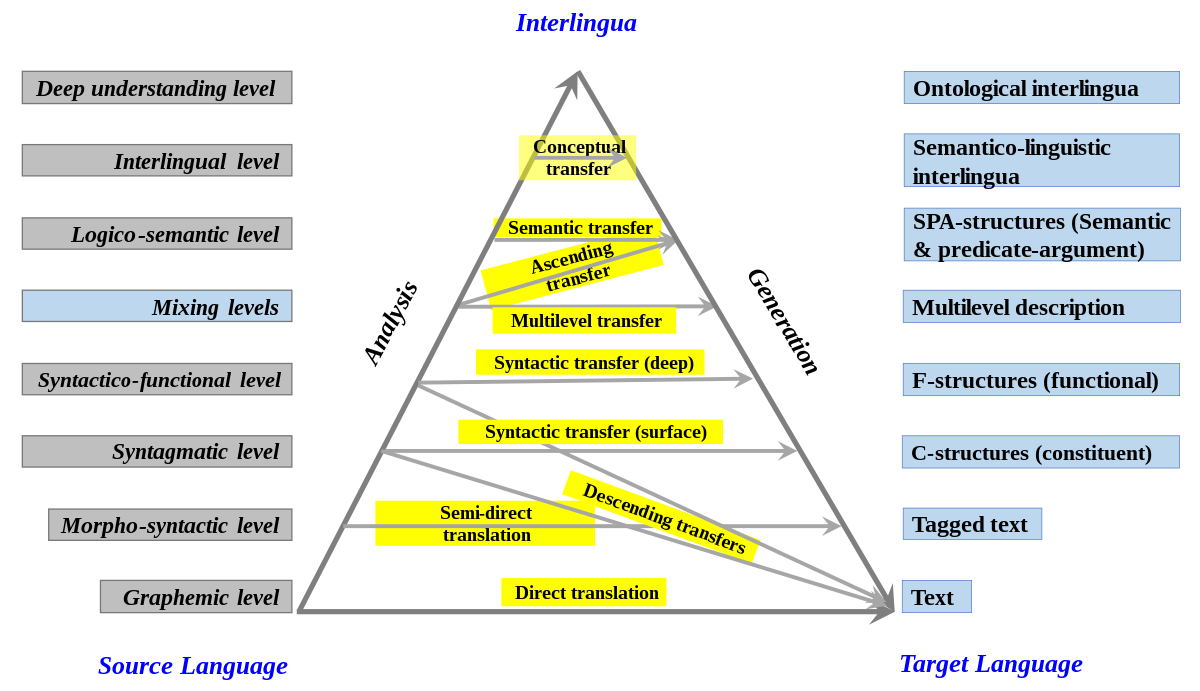 Interlingua
Deep understanding level
Ontological interlingua
Conceptual
transfer
Interlingual level
Semantico-linguistic
interlingua
Logico-semantic level
Semantic transfer
SPA-structures (Semantic
& predicate-argument)
Ascending
transfer
Mixing levels
Multilevel transfer
Multilevel description
Analysis
Generation
Syntactico-functional level
Syntactic transfer (deep)
F-structures (functional)
Syntagmatic level
Syntactic transfer (surface)
C-structures (constituent)
Morpho-syntactic level
Semi-direct
translation
Descending transfers
Tagged text
Graphemic level
Direct translation
Text
Source Language
Target Language